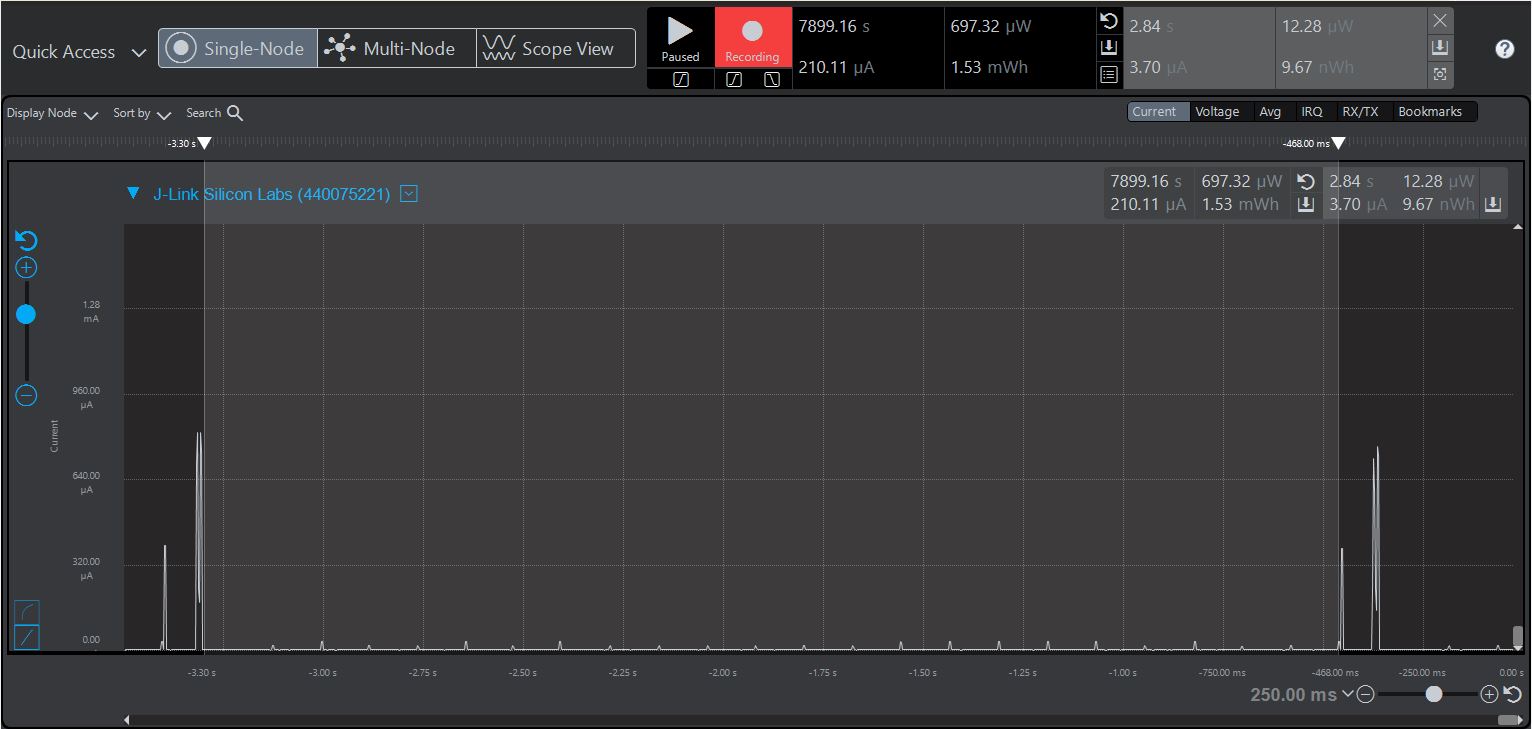 Quick Access
Single-Node
Multi-Node
Scope View
Paused
Recording
7899.16 s
697.32 µW
210.11 µA
1.53 mWh
2.84 s
12.28 µW
3.70 µA
9.67 nWh
?
Display Node
Sort by
Search
Current
Voltage
Avg
IRQ
RX/TX
Bookmarks
-3.30 s
-468.00 ms
J-Link Silicon Labs (440075221)
7899.16 s
697.32 µW
2.84 s
12.28 µW
210.11 µA
1.53 mWh
3.70 µA
9.67 nWh
1.28
mA
960.00
µA
Current
640.00
µA
320.00
µA
0.00
-3.30 s
-3.00 s
-2.75 s
-2.50 s
-2.25 s
-2.00 s
-1.75 s
-1.50 s
-1.25 s
-1.00 s
-750.00 ms
-468.00 ms
-250.00 ms
0.00 s
250.00 ms